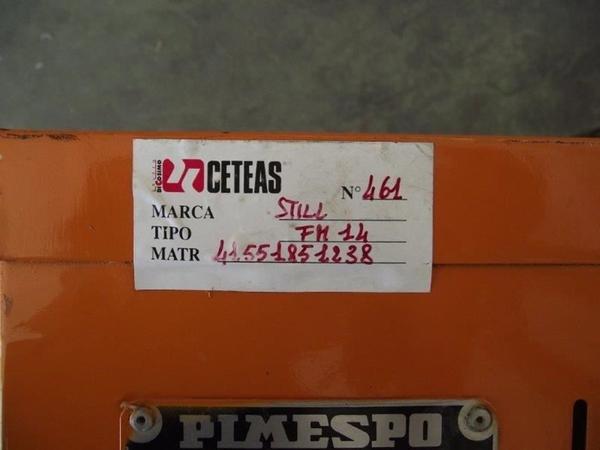 DI COSIMO CETEAS
N° 461
MARCA STILL
TIPO FM 14
MATR 41551851238
PIMESPO